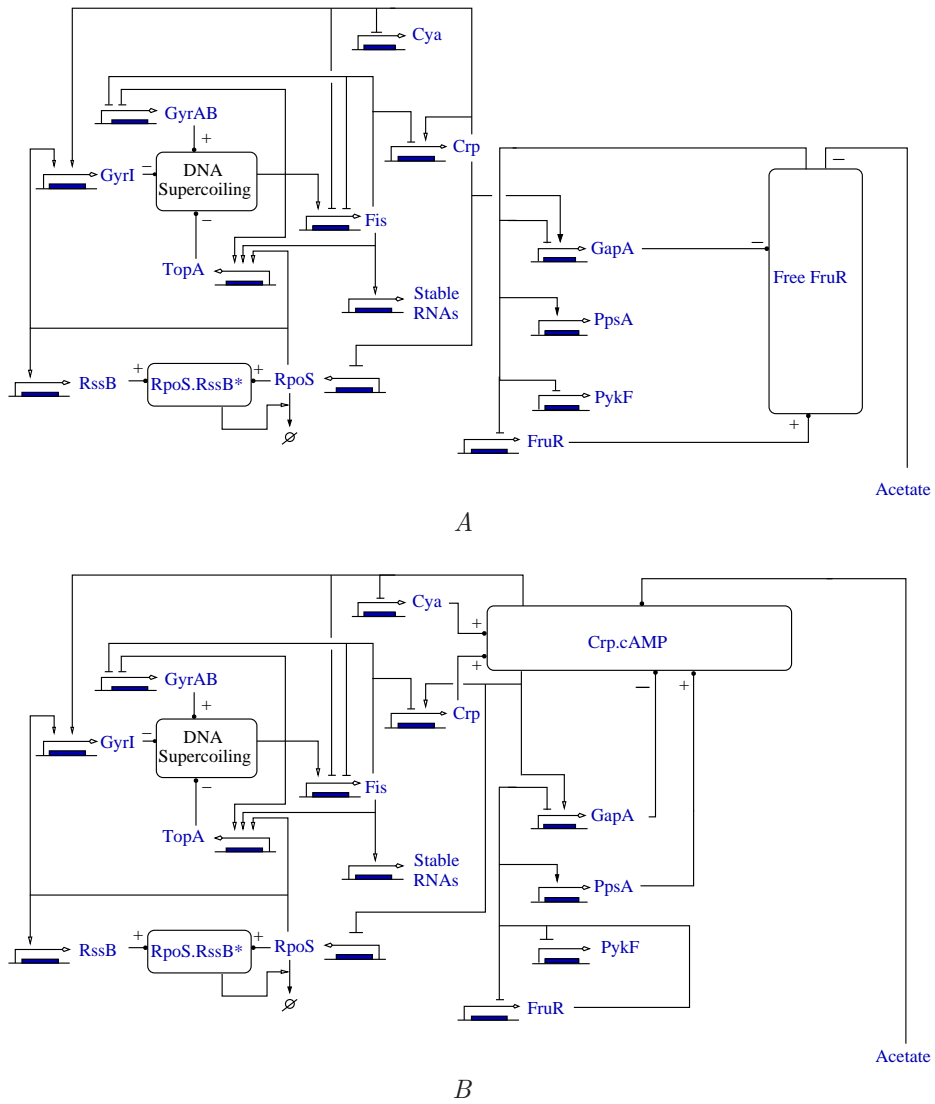 Cya
GyrAB
+
Crp
−
GyrI
−
DNA
Supercoiling
−
Fis
GapA
−
Free FruR
TopA
Stable
RNAs
PpsA
RssB
+
RpoS.RssB*
+
RpoS
PykF
+
FruR
Acetate
A
Cya
+
Crp.cAMP
+
GyrAB
−
+
+
Crp
GyrI
−
DNA
Supercoiling
−
Fis
GapA
TopA
Stable
RNAs
PpsA
RssB
+
RpoS.RssB*
+
RpoS
PykF
FruR
Acetate
B